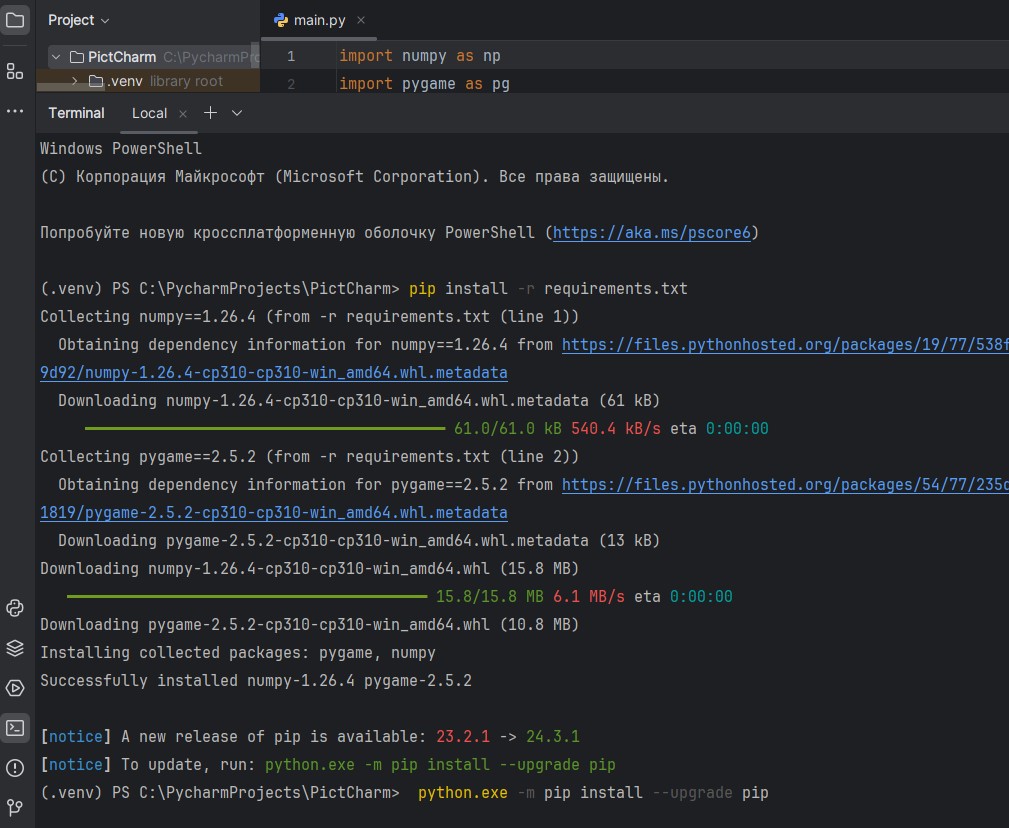 Project
main.py
PictCharm C:\PycharmPro
1 import numpy as np
.venv library root
2 import pygame as pg
Terminal Local
Windows PowerShell
(C) Корпорация Майкрософт (Microsoft Corporation). Все права защищены.
Попробуйте новую кроссплатформенную оболочку PowerShell (https://aka.ms/pscore6)
(.venv) PS C:\PycharmProjects\PictCharm> pip install -r requirements.txt
Collecting numpy==1.26.4 (from -r requirements.txt (line 1))
Obtaining dependency information for numpy==1.26.4 from https://files.pythonhosted.org/packages/19/77/538f
9d92/numpy-1.26.4-cp310-cp310-win_amd64.whl.metadata
Downloading numpy-1.26.4-cp310-cp310-win_amd64.whl.metadata (61 kB)
61.0/61.0 kB 540.4 kB/s eta 0:00:00
Collecting pygame==2.5.2 (from -r requirements.txt (line 2))
Obtaining dependency information for pygame==2.5.2 from https://files.pythonhosted.org/packages/54/77/235c
1819/pygame-2.5.2-cp310-cp310-win_amd64.whl.metadata
Downloading pygame-2.5.2-cp310-cp310-win_amd64.whl.metadata (13 kB)
Downloading numpy-1.26.4-cp310-cp310-win_amd64.whl (15.8 MB)
15.8/15.8 MB 6.1 MB/s eta 0:00:00
Downloading pygame-2.5.2-cp310-cp310-win_amd64.whl (10.8 MB)
Installing collected packages: pygame, numpy
Successfully installed numpy-1.26.4 pygame-2.5.2
[notice] A new release of pip is available: 23.2.1 -> 24.3.1
[notice] To update, run: python.exe -m pip install --upgrade pip
(.venv) PS C:\PycharmProjects\PictCharm> python.exe -m pip install --upgrade pip